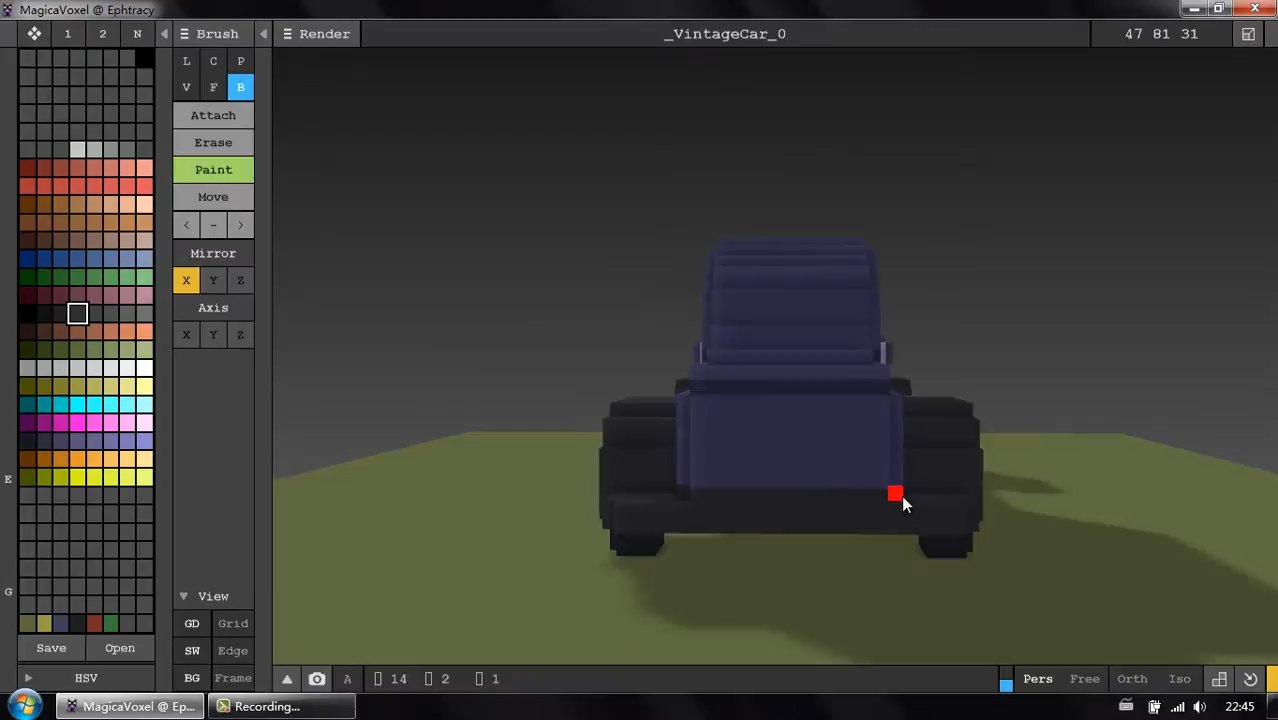 MagicaVoxel @ Ephtracy
1 2 N Brush Render _VintageCar_0 47 81 31
L C P
V F B
Attach
Erase
Paint
Move
< - >
Mirror
X Y Z
Axis
X Y Z
E
G
View
GD Grid
SW Edge
BG Frame
Save Open
HSV
A 14 2 1 Pers Free Orth Iso
MagicaVoxel @ Ep... Recording... 22:45